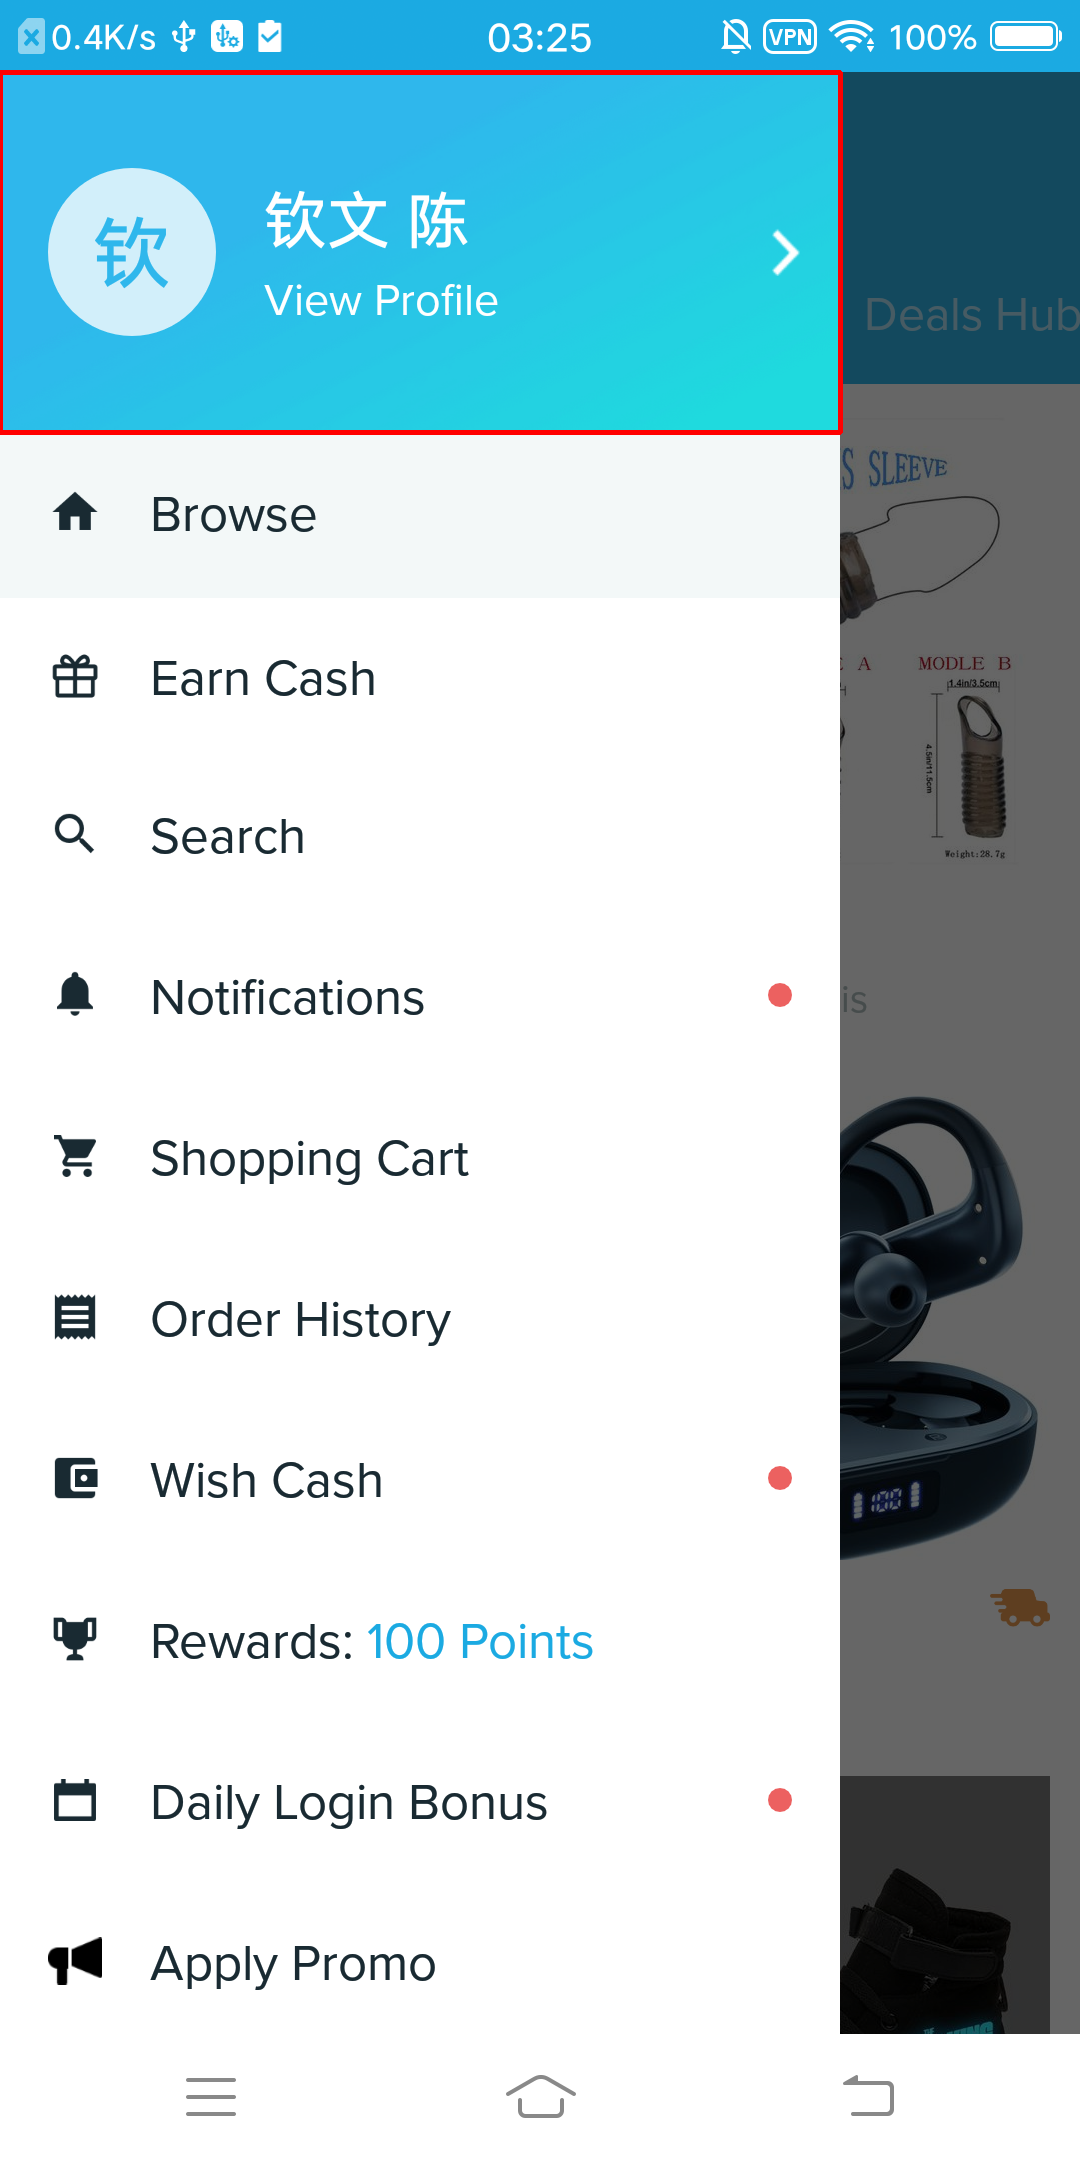 0.4K/s 03:25 VPN 100%
钦
钦文 陈
View Profile
Deals Hub
Browse
S SLEEVE
Earn Cash
E A MODLE B
1.4in/3.5cm
4.5in/11.5cm
Weight:28.7g
Search
Notifications
is
Shopping Cart
Order History
Wish Cash
100
Rewards: 100 Points
Daily Login Bonus
Apply Promo